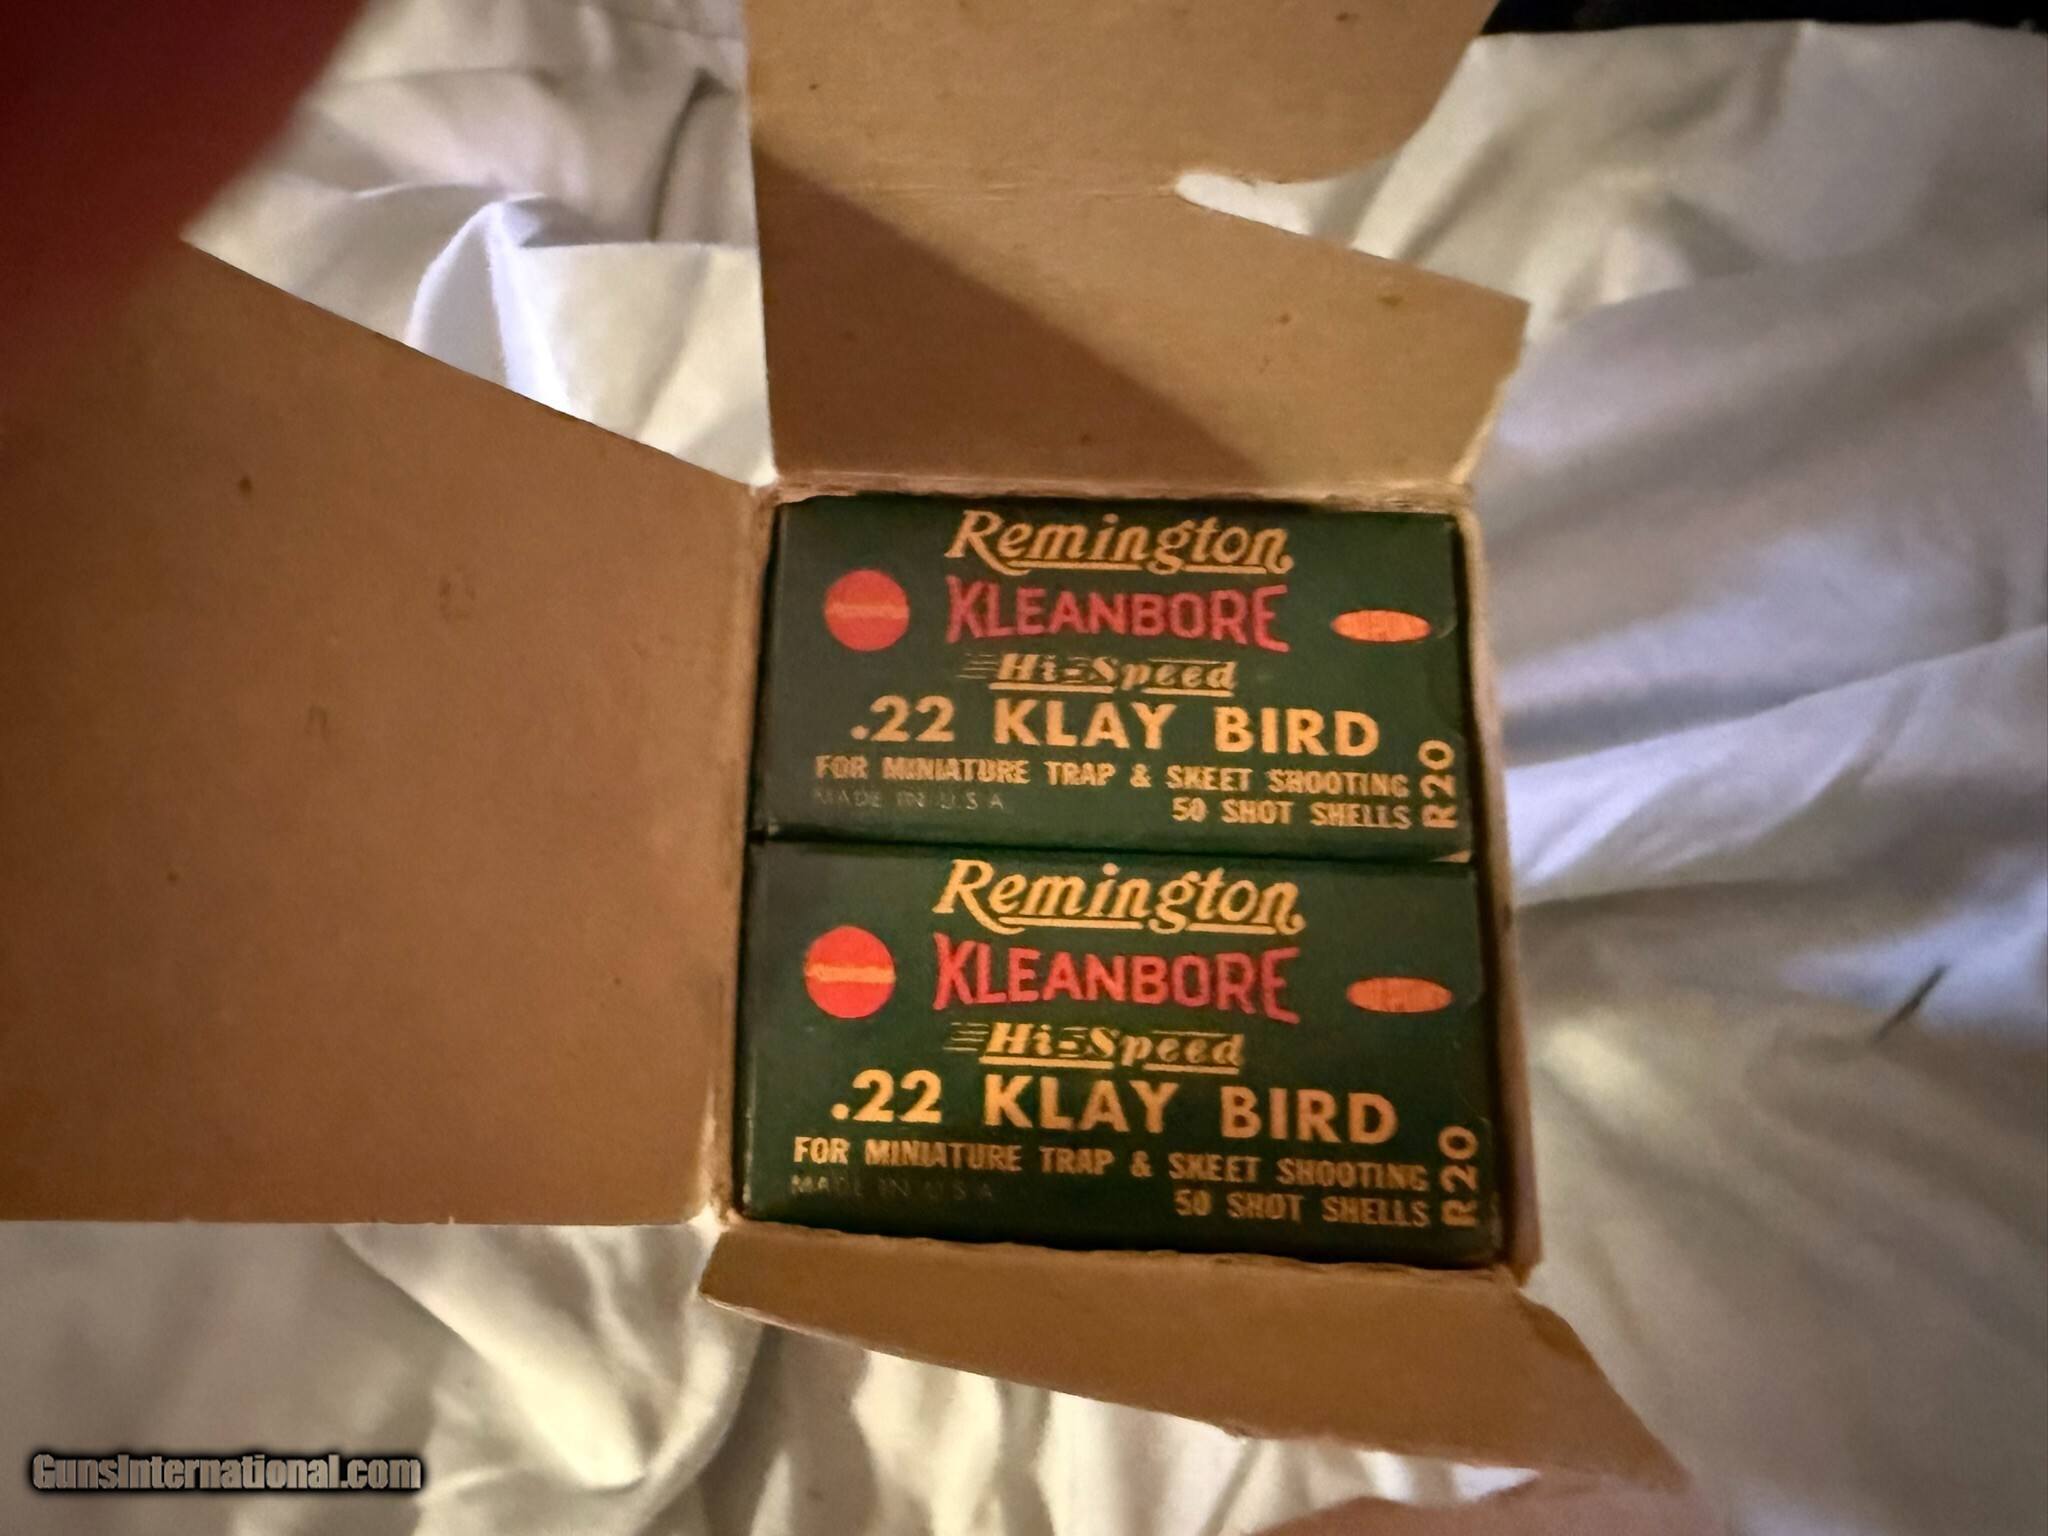 Remington
KLEANBORE
Hi-Speed
.22 KLAY BIRD
FOR MINIATURE TRAP & SKEET SHOOTING
MADE IN U.S.A.
50 SHOT SHELLS
R20
Remington
KLEANBORE
Hi-Speed
.22 KLAY BIRD
FOR MINIATURE TRAP & SKEET SHOOTING
MADE IN U.S.A.
50 SHOT SHELLS
R20
GunsInternational.com